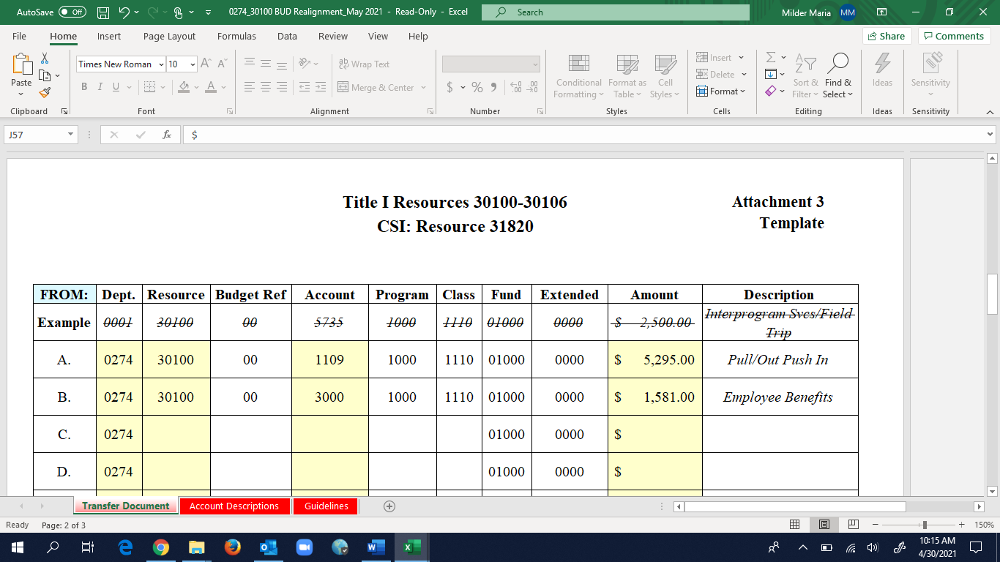 AutoSave Off 0274_30100 BUD Realignment_May 2021 - Read-Only - Excel Search Milder Maria MM
File Home Insert Page Layout Formulas Data Review View Help Share Comments
Paste Times New Roman 10 A A Wrap Text Insert Σ
B I U A Merge & Center $ % Conditional Formatting Format as Table Cell Styles Delete Format Sort & Filter Find & Select Ideas Sensitivity
Clipboard Font Alignment Number Styles Cells Editing Ideas Sensitivity
J57 fx $
Title I Resources 30100-30106
CSI: Resource 31820
Attachment 3
Template
FROM: Dept. Resource Budget Ref Account Program Class Fund Extended Amount Description
Example 0001 30100 00 5735 1000 1110 01000 0000 $ 2,500.00 Interprogram Svcs/Field Trip
A. 0274 30100 00 1109 1000 1110 01000 0000 $ 5,295.00 Pull/Out Push In
B. 0274 30100 00 3000 1000 1110 01000 0000 $ 1,581.00 Employee Benefits
C. 0274 01000 0000 $
D. 0274 01000 0000 $
Transfer Document Account Descriptions Guidelines
Ready Page: 2 of 3 150%
10:15 AM
4/30/2021